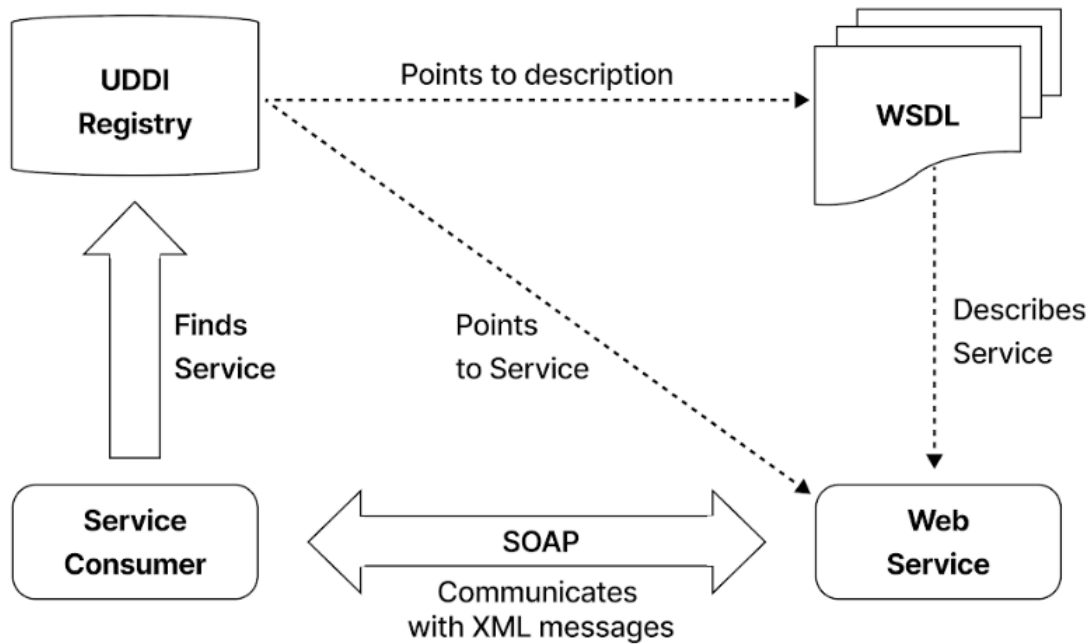 UDDI
Registry
Points to description
WSDL
Finds
Service
Points
to Service
Describes
Service
Service
Consumer
SOAP
Communicates
with XML messages
Web
Service